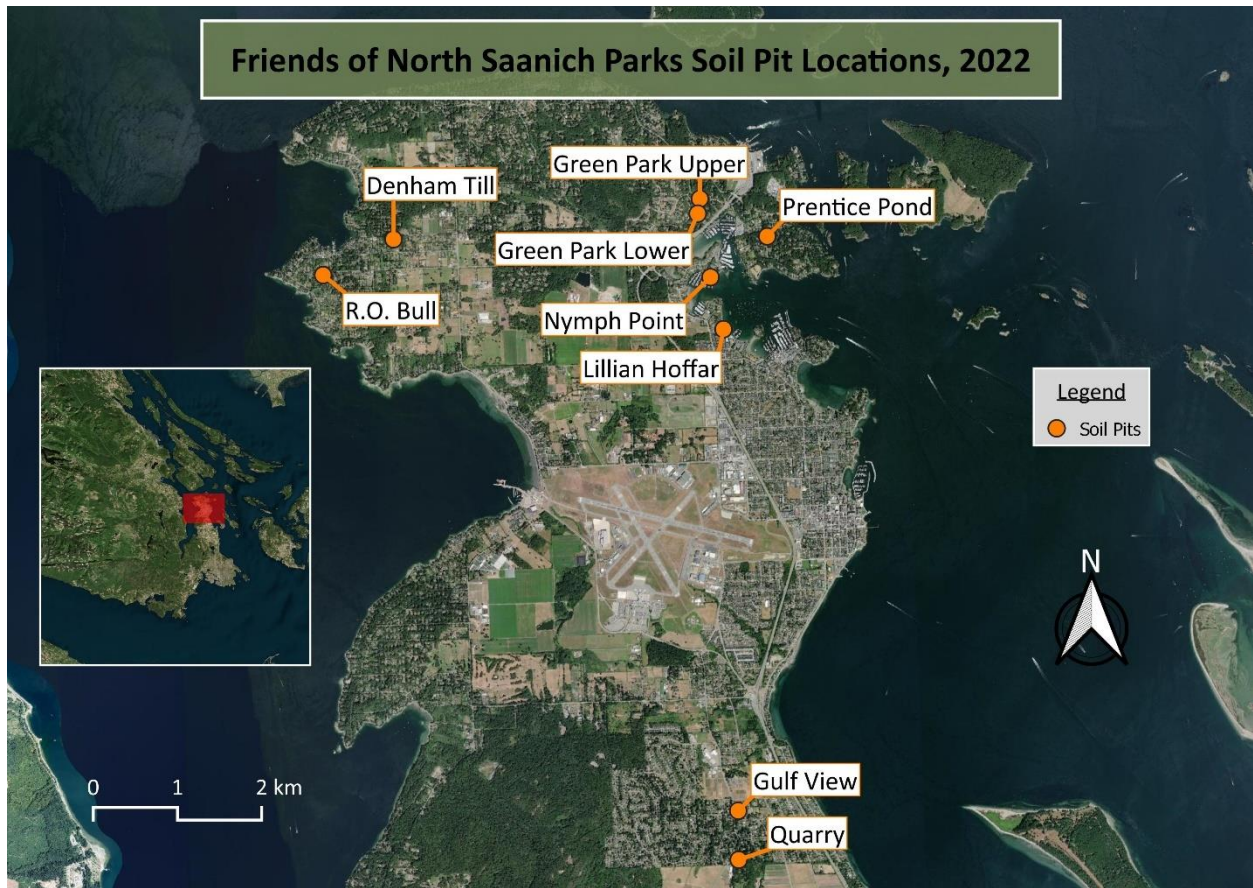 Friends of North Saanich Parks Soil Pit Locations, 2022
Green Park Upper
Denham Till
Prentice Pond
Green Park Lower
R.O. Bull
Nymph Point
Lillian Hoffar
Legend
Soil Pits
N
0 1 2 km
Gulf View
Quarry